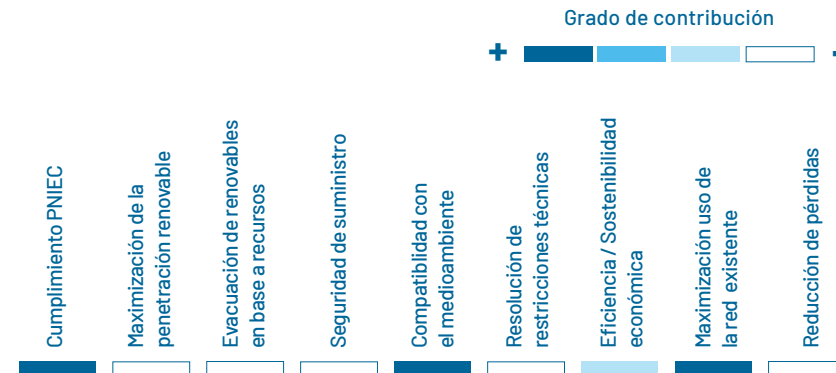 Grado de contribución
+
Cumplimiento PNIEC
Maximización de la
penetración renovable
Evacuación de renovables
en base a recursos
Seguridad de suministro
Compatiblidad con
el medioambiente
Resolución de
restricciones técnicas
Eficiencia / Sostenibilidad
económica
Maximización uso de
la red existente
Reducción de pérdidas